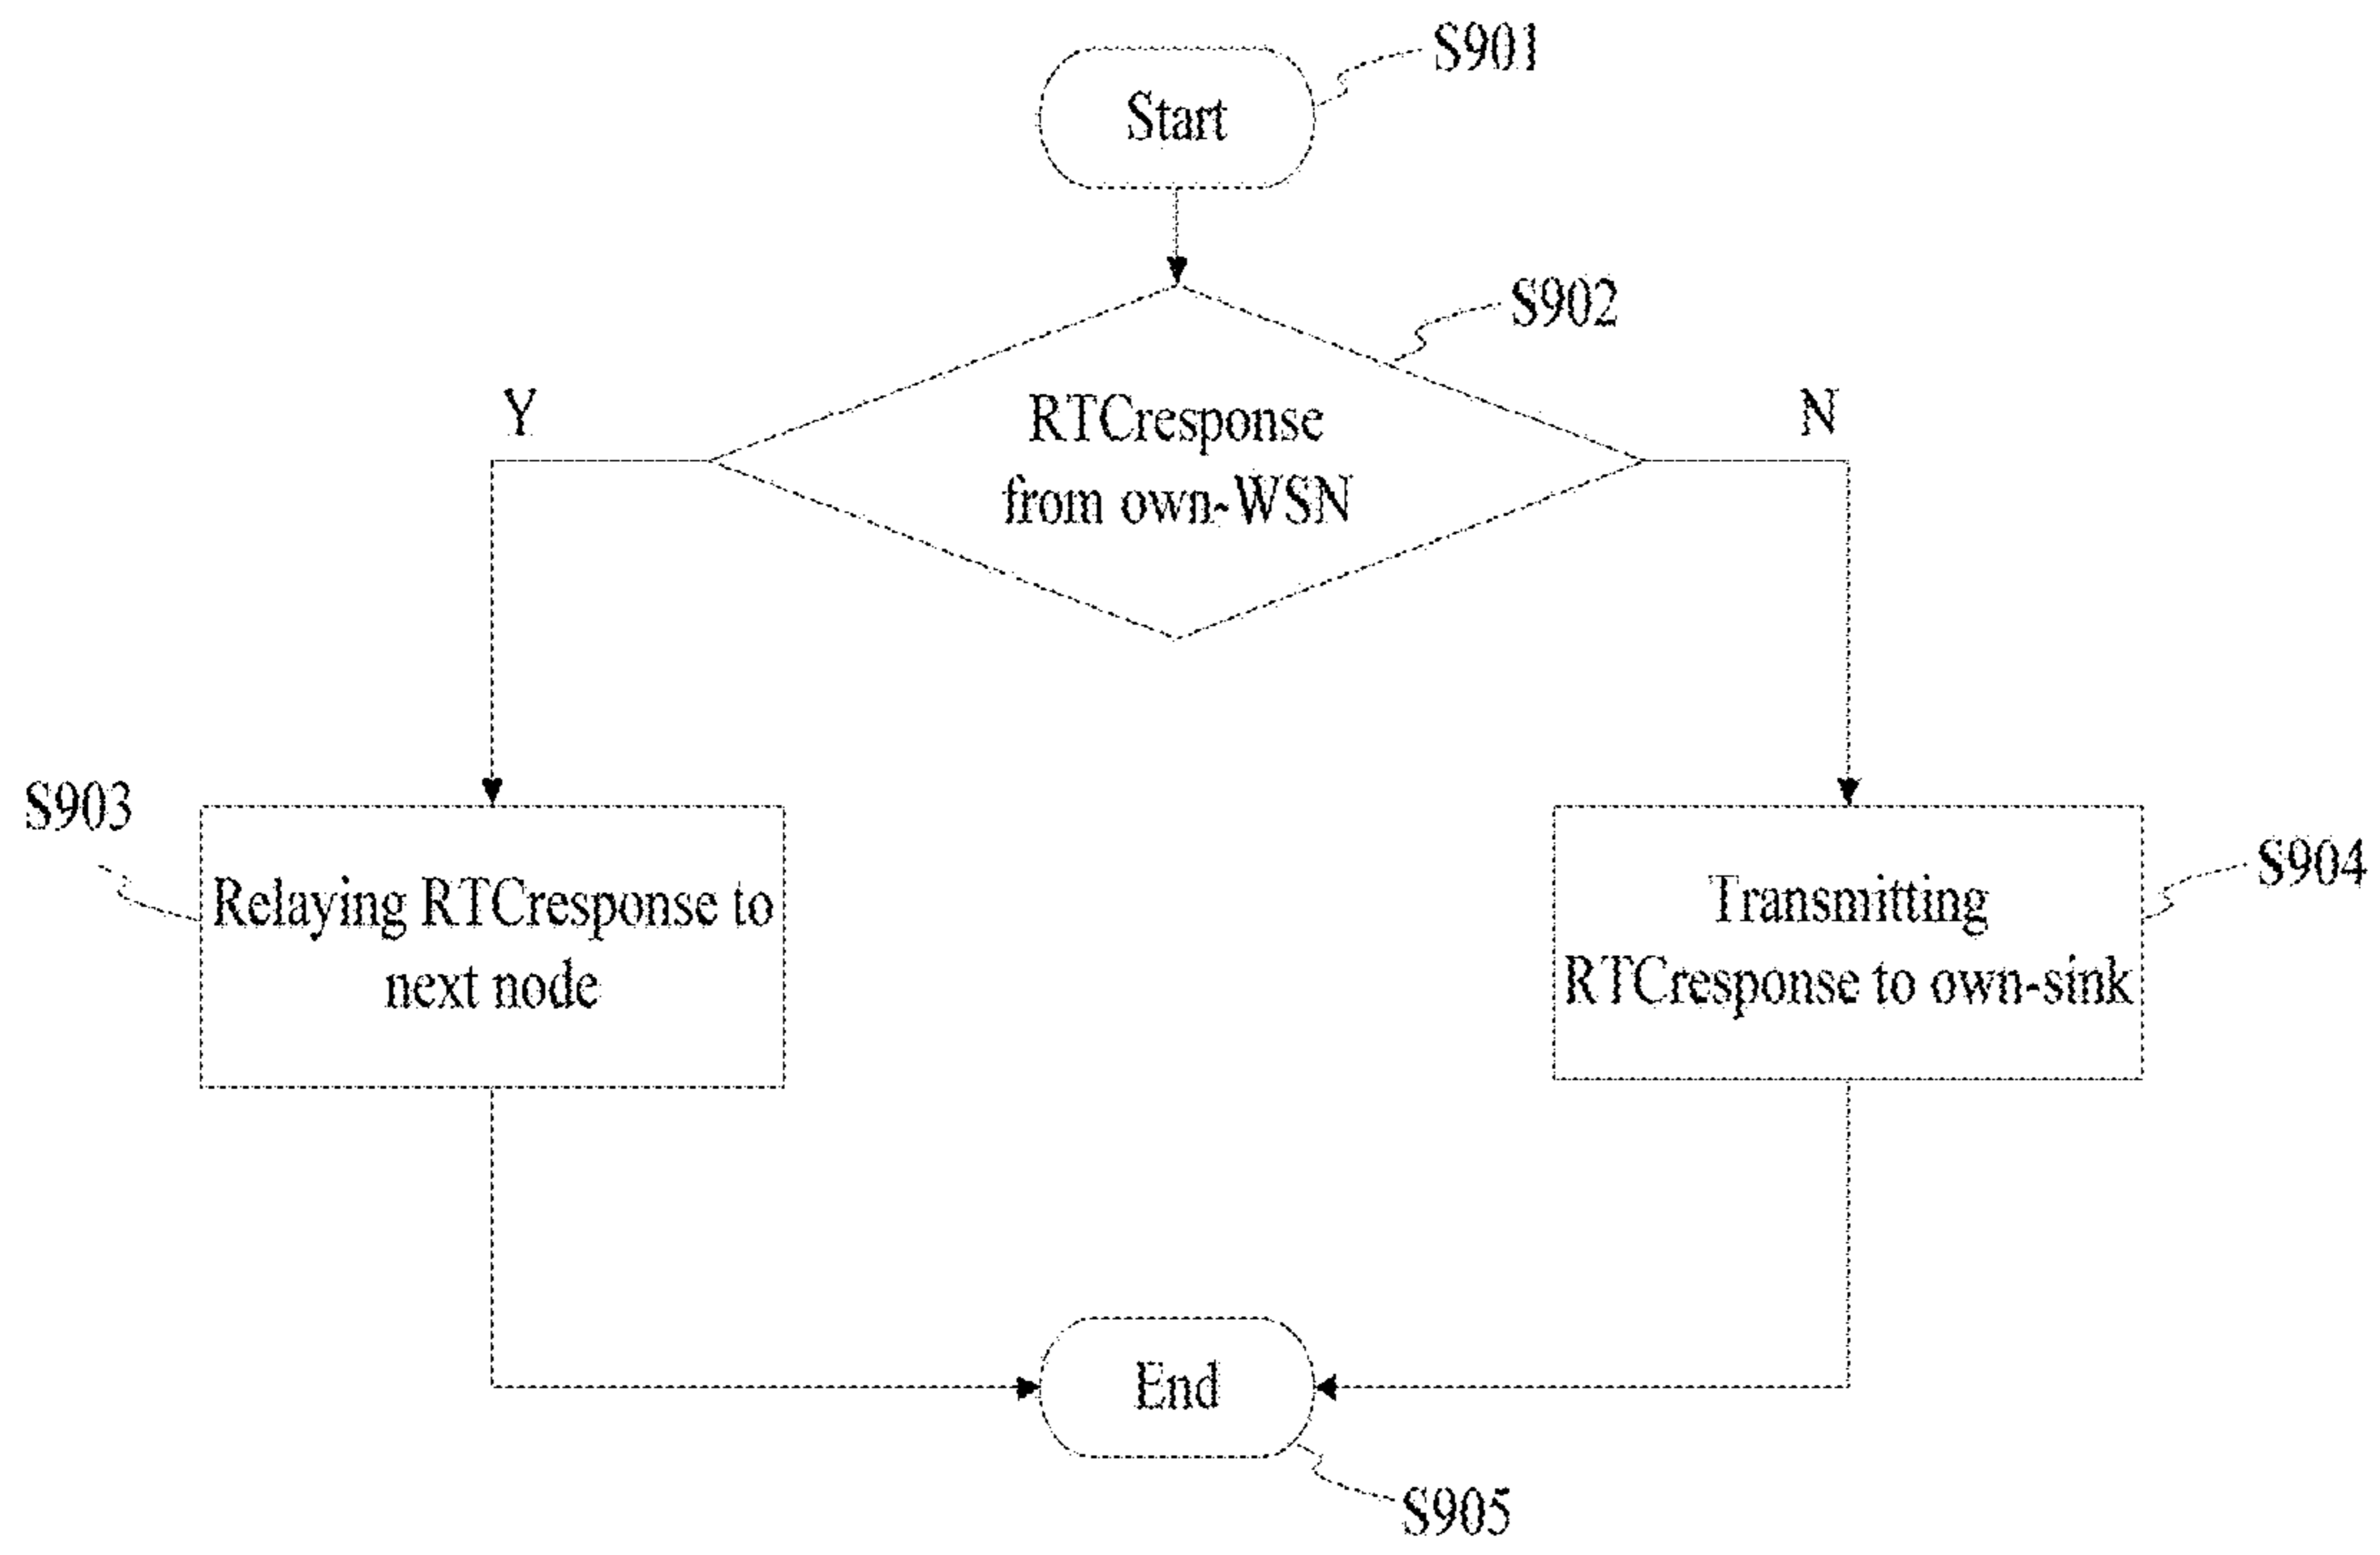 S901
Start
S902
Y
N
RTCresponse
from own-WSN
S903
Relaying RTCresponse to
next node
S904
Transmitting
RTCresponse to own-sink
End
S905